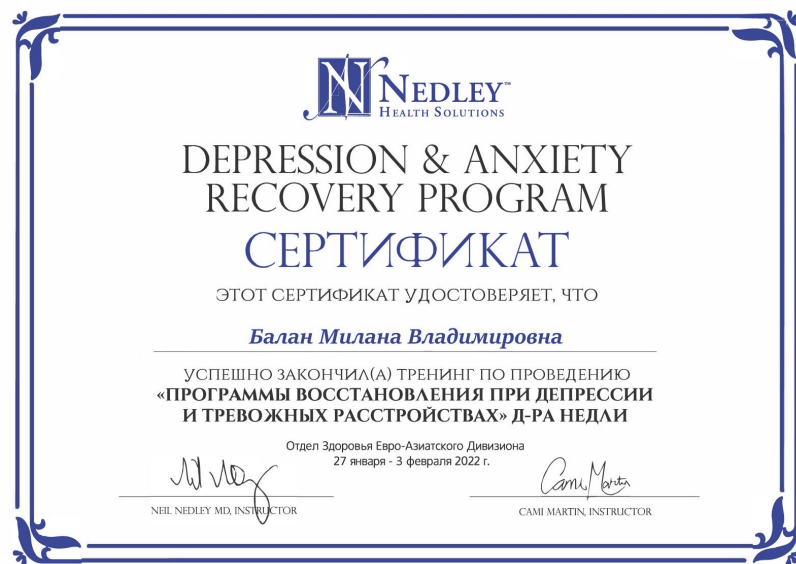 NEDLEY™
HEALTH SOLUTIONS
DEPRESSION & ANXIETY
RECOVERY PROGRAM
СЕРТИФИКАТ
ЭТОТ СЕРТИФИКАТ УДОСТОВЕРЯЕТ, ЧТО
Балан Милана Владимировна
УСПЕШНО ЗАКОНЧИЛ(А) ТРЕНИНГ ПО ПРОВЕДЕНИЮ
«ПРОГРАММЫ ВОССТАНОВЛЕНИЯ ПРИ ДЕПРЕССИИ
И ТРЕВОЖНЫХ РАССТРОЙСТВАХ» Д-РА НЕДЛИ
Отдел Здоровья Евро-Азиатского Дивизиона
27 января - 3 февраля 2022 г.
Cami Martin
NEIL NEDLEY MD, INSTRUCTOR
CAMI MARTIN, INSTRUCTOR